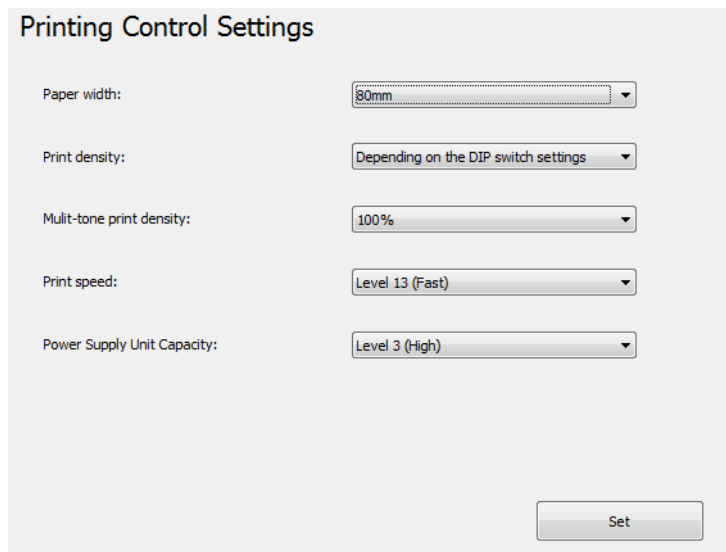 Printing Control Settings
Paper width: 80mm
Print density: Depending on the DIP switch settings
Mulit-tone print density: 100%
Print speed: Level 13 (Fast)
Power Supply Unit Capacity: Level 3 (High)
Set